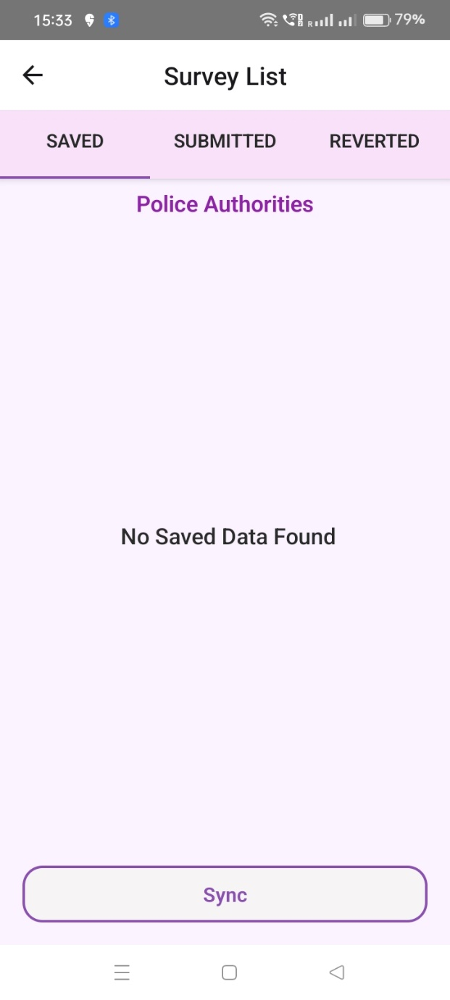 15:33 79%
Survey List
SAVED SUBMITTED REVERTED
Police Authorities
No Saved Data Found
Sync